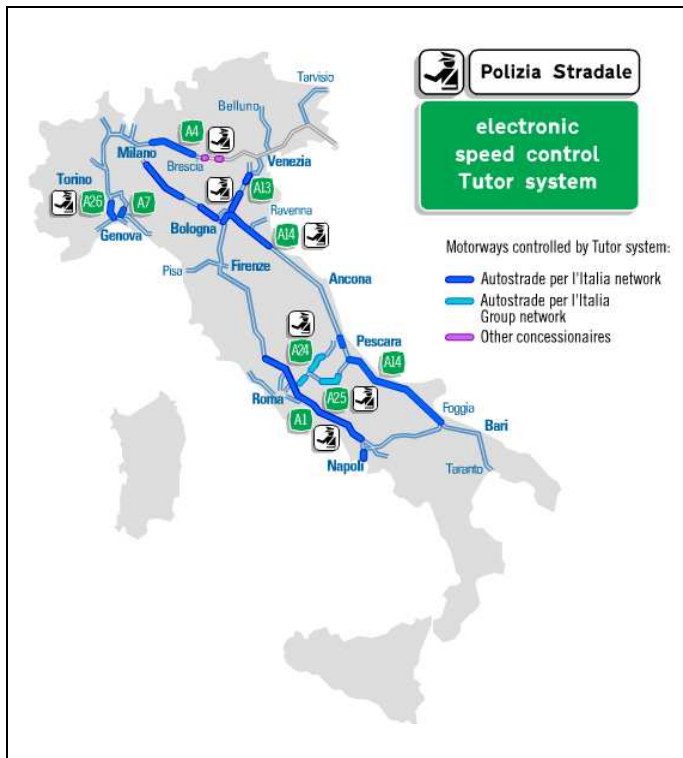 Polizia Stradale
electronic
speed control
Tutor system
Motorways controlled by Tutor system:
Autostrade per l'Italia network
Autostrade per l'Italia
Group network
Other concessionaires
Tarvisio
Belluno
A4
Milano
Brescia
Venezia
Torino
A26
A7
A13
Ravenna
Bologna
Genova
A14
Pisa
Firenze
Ancona
Pescara
A24
A14
Roma
A25
A1
Foggia
Bari
Napoli
Taranto